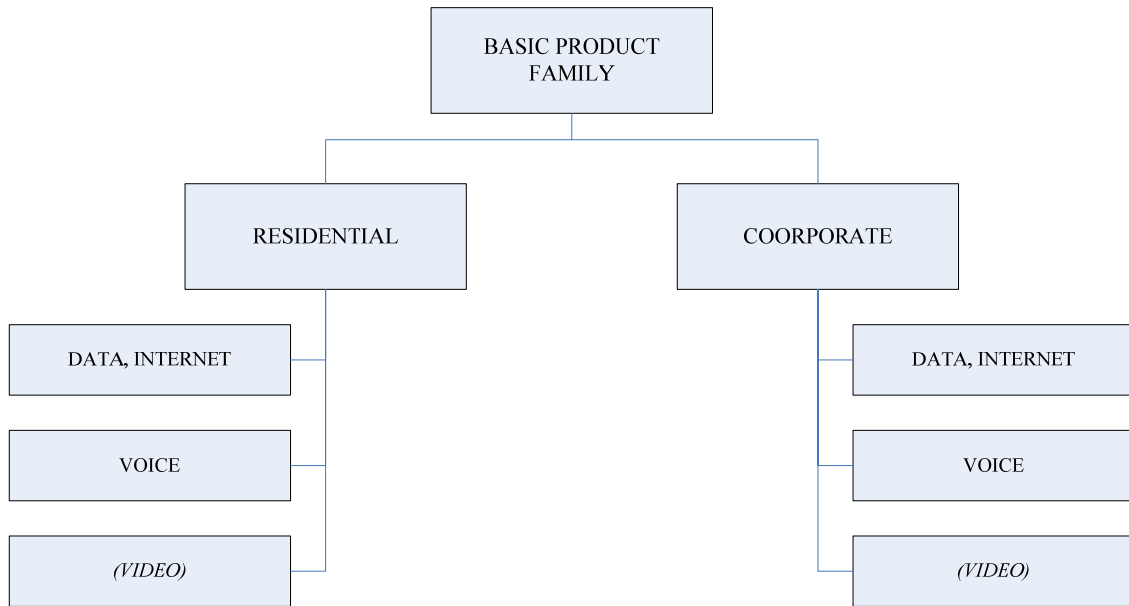 BASIC PRODUCT
FAMILY
RESIDENTIAL
COORPORATE
DATA, INTERNET
DATA, INTERNET
VOICE
VOICE
(VIDEO)
(VIDEO)